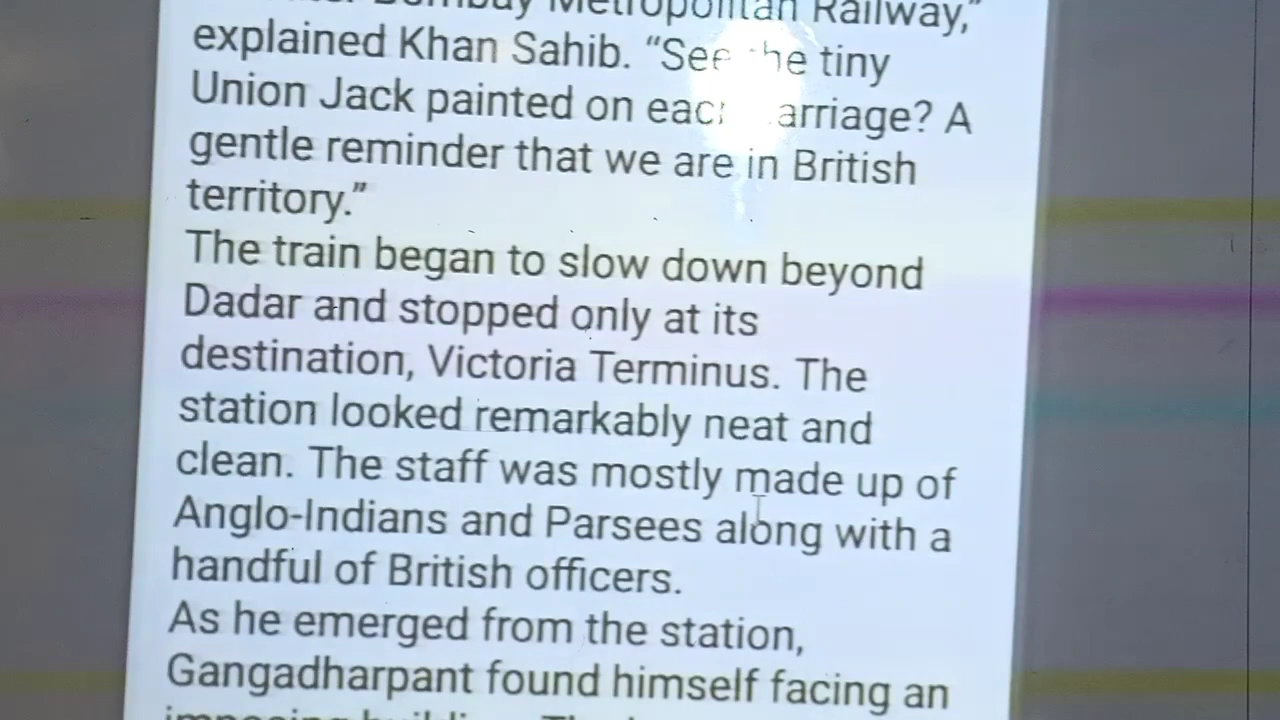 Metropolitan Railway,”
explained Khan Sahib. “See the tiny
Union Jack painted on each carriage? A
gentle reminder that we are in British
territory.”
The train began to slow down beyond
Dadar and stopped only at its
destination, Victoria Terminus. The
station looked remarkably neat and
clean. The staff was mostly made up of
Anglo-Indians and Parsees along with a
handful of British officers.
As he emerged from the station,
Gangadharpant found himself facing an